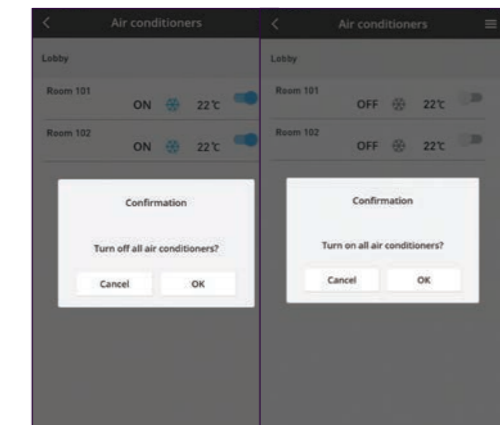 Air conditioners
Lobby
Room 101
ON 22℃
Room 102
ON 22℃
Confirmation
Turn off all air conditioners?
Cancel OK
Air conditioners
Lobby
Room 101
OFF 22℃
Room 102
OFF 22℃
Confirmation
Turn on all air conditioners?
Cancel OK